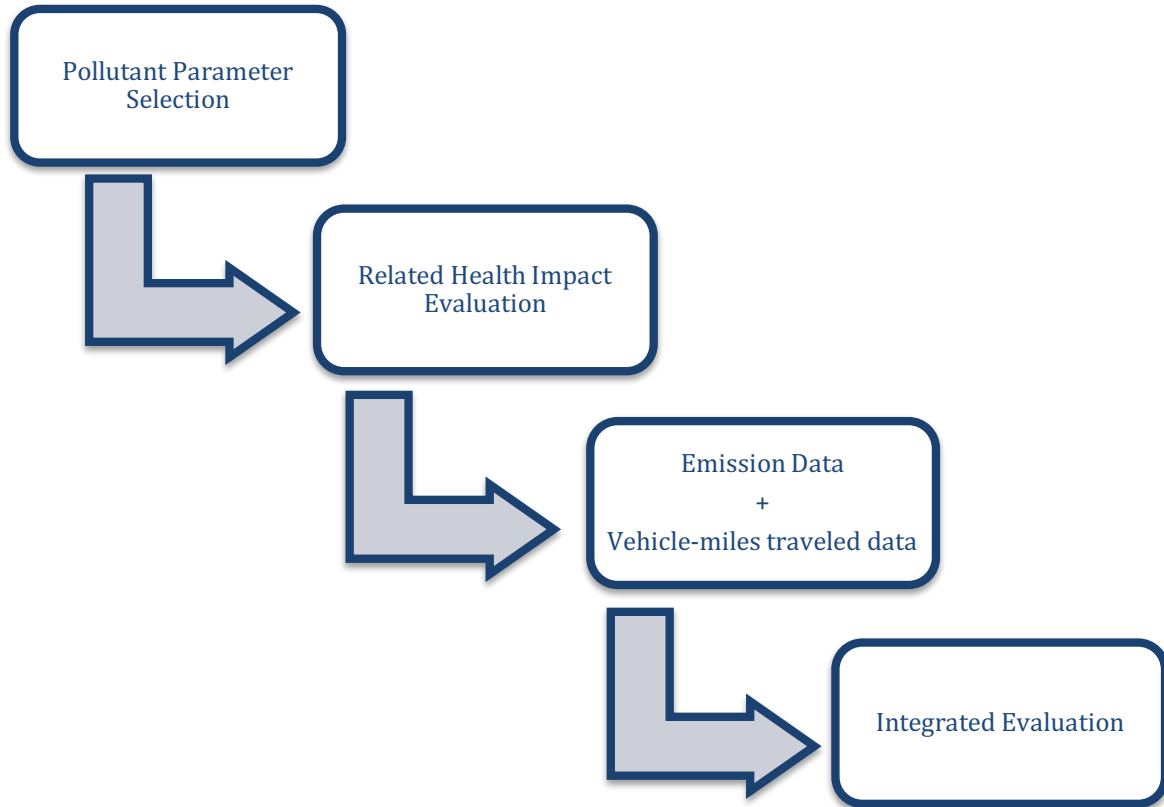 Pollutant Parameter
Selection
Related Health Impact
Evaluation
Emission Data
+
Vehicle-miles traveled data
Integrated Evaluation